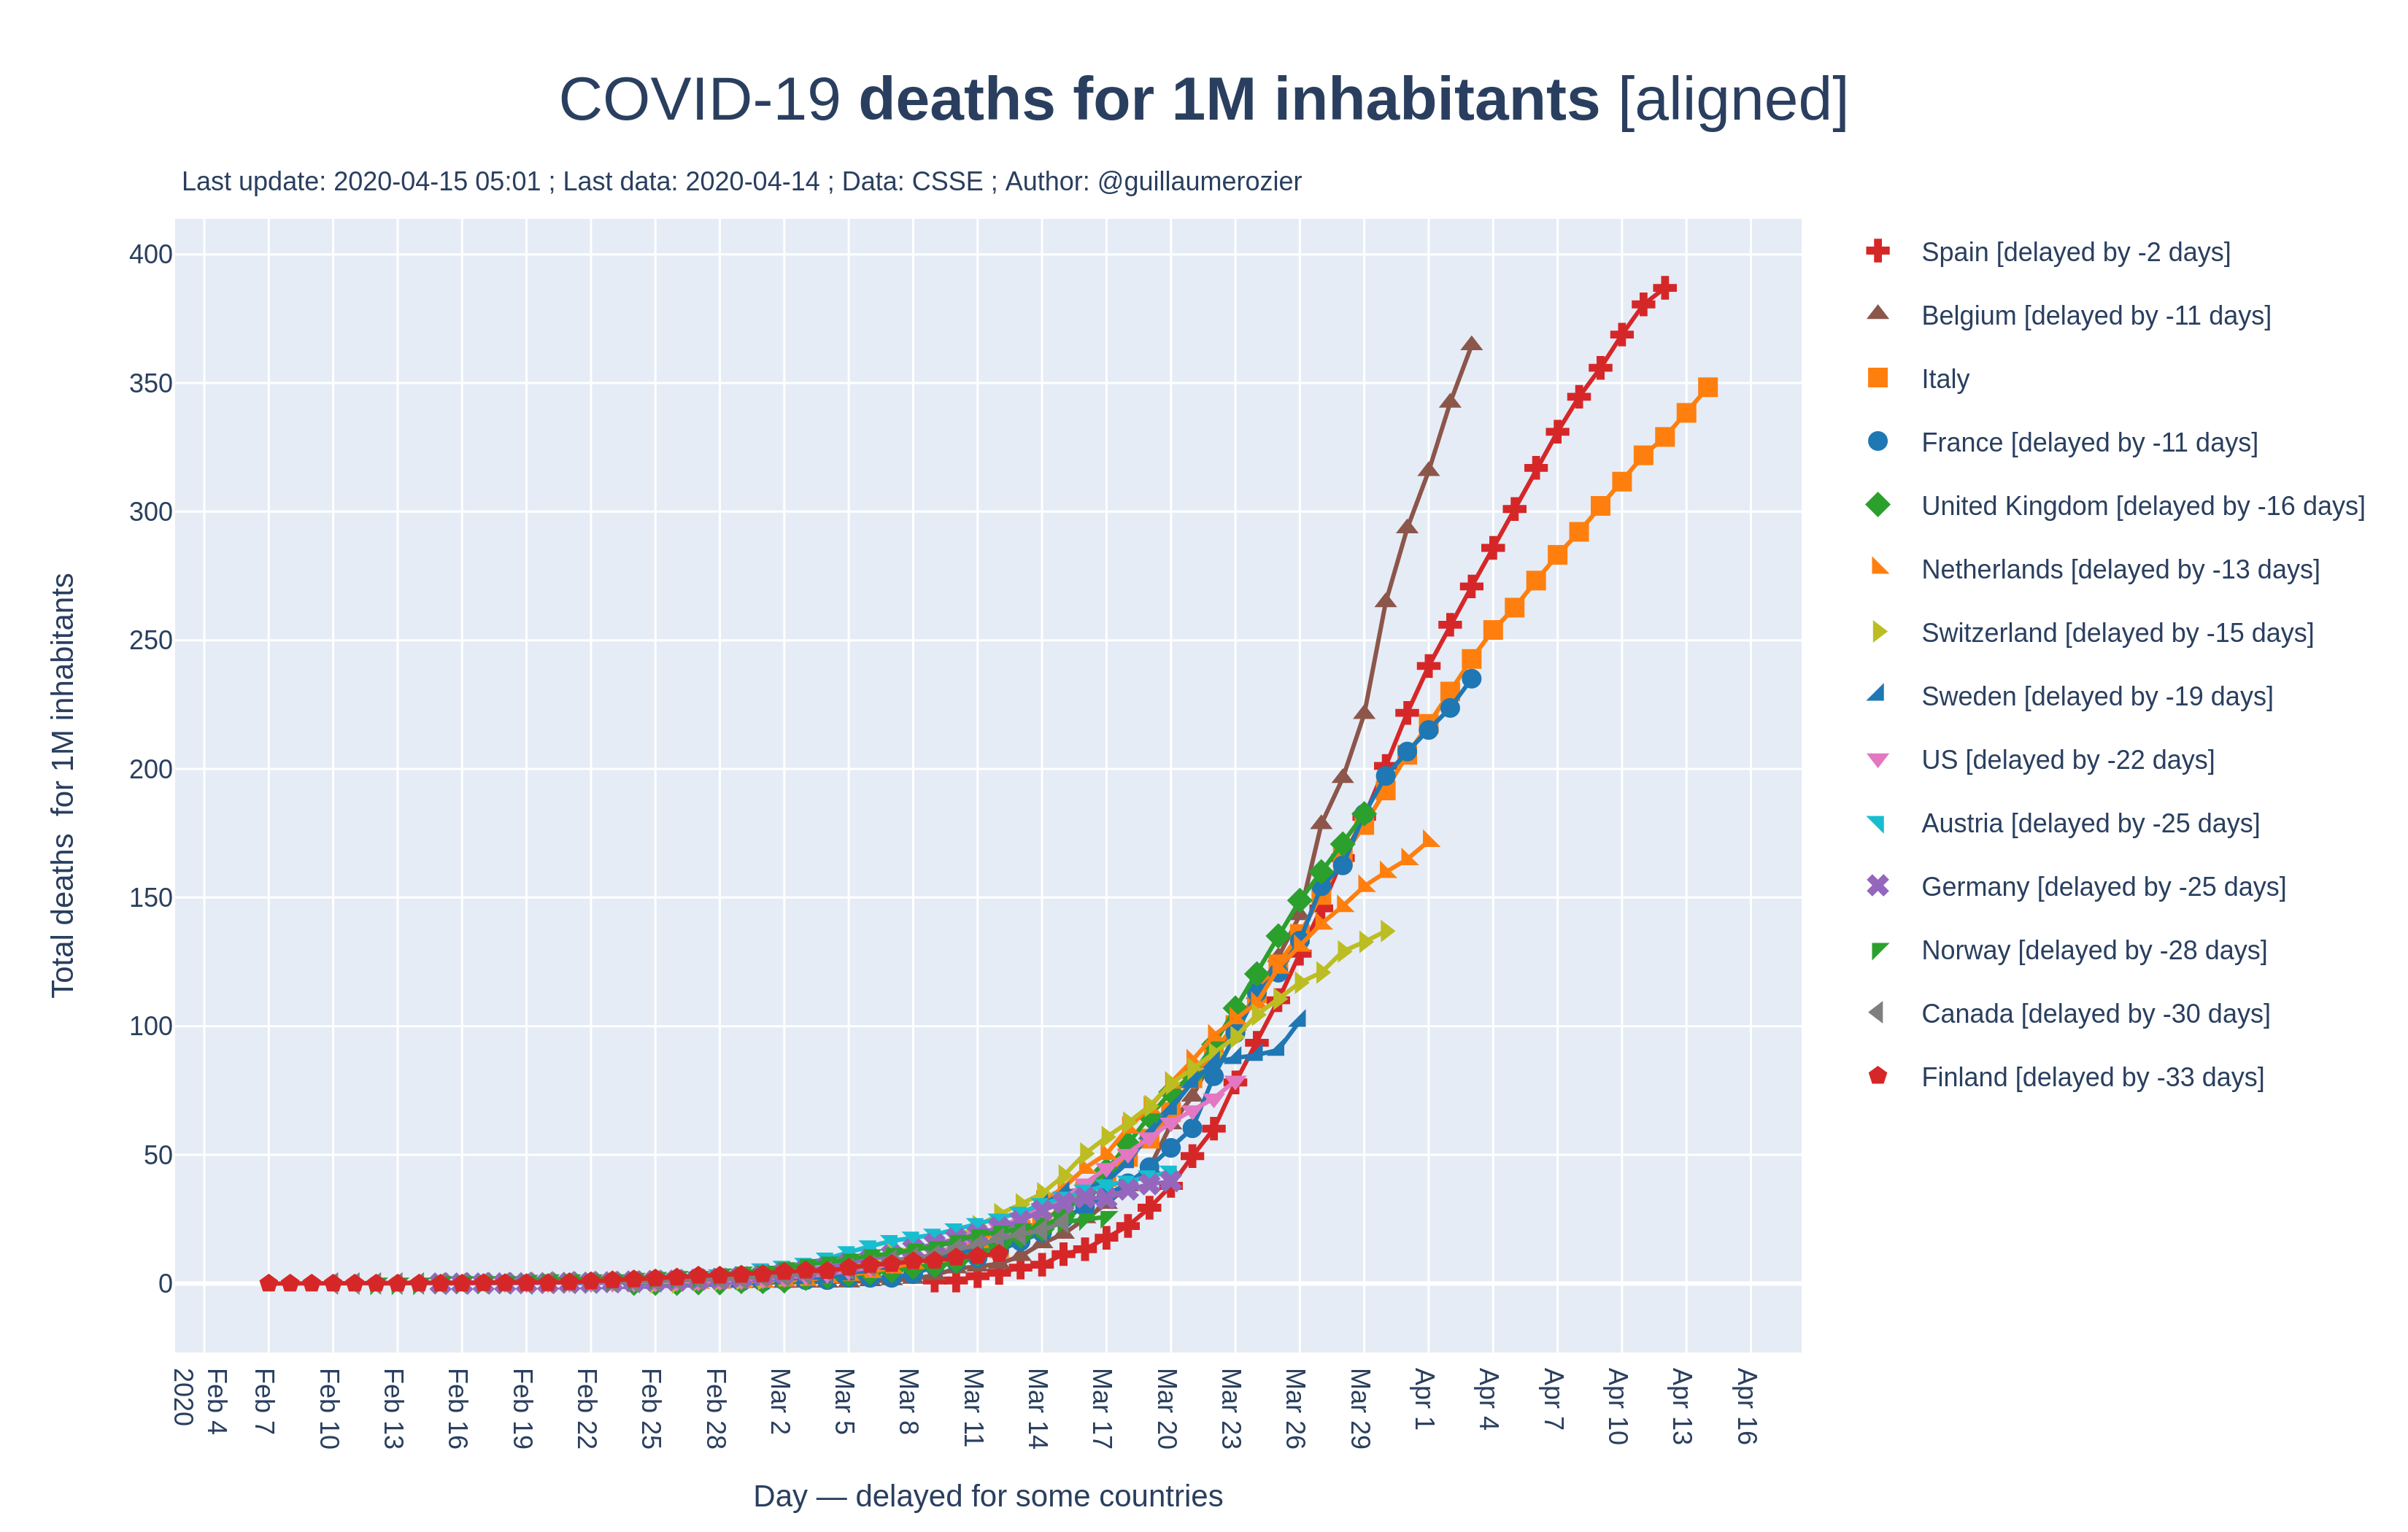 COVID-19 deaths for 1M inhabitants [aligned]
Last update: 2020-04-15 05:01 ; Last data: 2020-04-14 ; Data: CSSE ; Author: @guillaumerozier
Total deaths for 1M inhabitants
400
350
300
250
200
150
100
50
0
Feb 4
2020
Feb 7
Feb 10
Feb 13
Feb 16
Feb 19
Feb 22
Feb 25
Feb 28
Mar 2
Mar 5
Mar 8
Mar 11
Mar 14
Mar 17
Mar 20
Mar 23
Mar 26
Mar 29
Apr 1
Apr 4
Apr 7
Apr 10
Apr 13
Apr 16
Day — delayed for some countries
Spain [delayed by -2 days]
Belgium [delayed by -11 days]
Italy
France [delayed by -11 days]
United Kingdom [delayed by -16 days]
Netherlands [delayed by -13 days]
Switzerland [delayed by -15 days]
Sweden [delayed by -19 days]
US [delayed by -22 days]
Austria [delayed by -25 days]
Germany [delayed by -25 days]
Norway [delayed by -28 days]
Canada [delayed by -30 days]
Finland [delayed by -33 days]